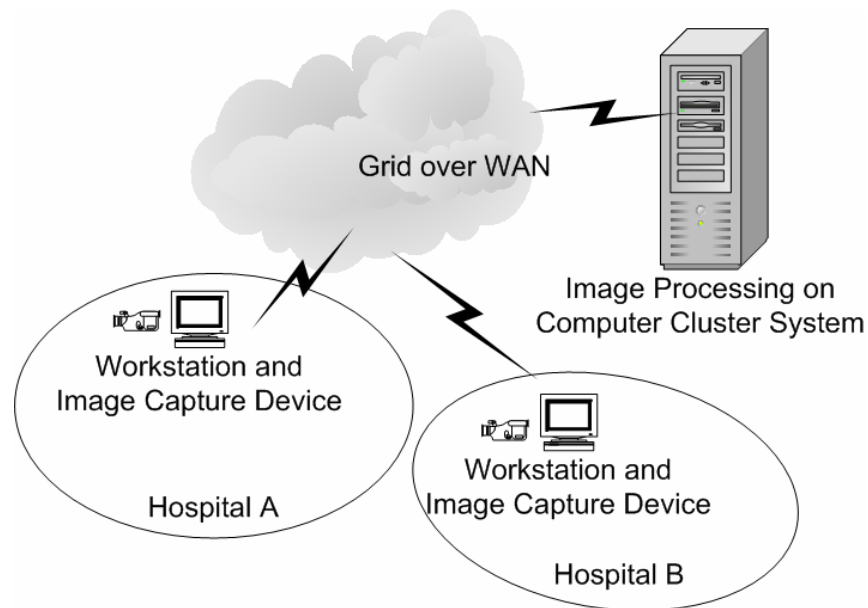 Grid over WAN
Image Processing on
Computer Cluster System
Workstation and
Image Capture Device
Hospital A
Workstation and
Image Capture Device
Hospital B